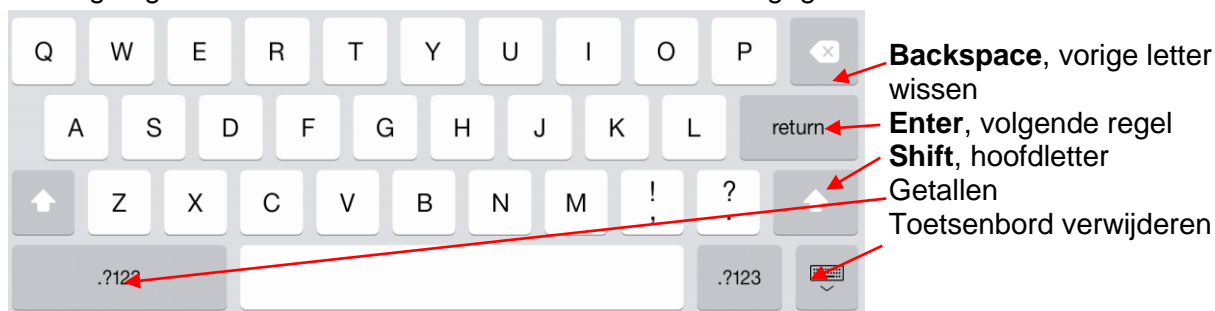 Q W E R T Y U I O P
Backspace, vorige letter
wissen
A S D F G H J K L return
Enter, volgende regel
Shift, hoofdletter
Z X C V B N M ! , ? .
Getallen
Toetsenbord verwijderen
.?123 .?123